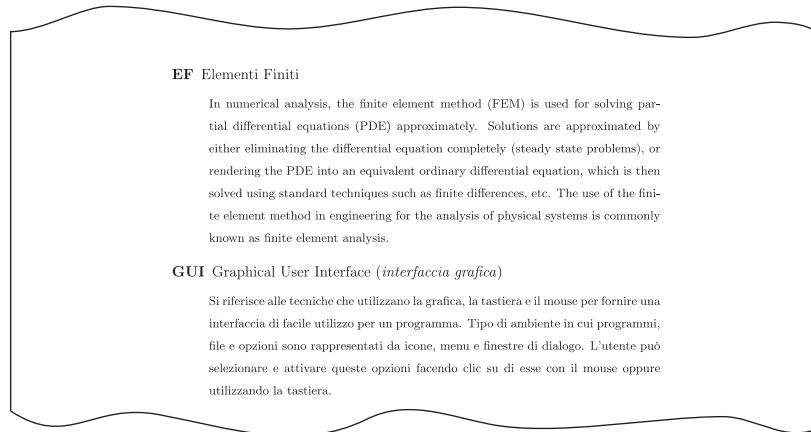 EF Elementi Finiti
In numerical analysis, the finite element method (FEM) is used for solving par-
tial differential equations (PDE) approximately. Solutions are approximated by
either eliminating the differential equation completely (steady state problems), or
rendering the PDE into an equivalent ordinary differential equation, which is then
solved using standard techniques such as finite differences, etc. The use of the fini-
te element method in engineering for the analysis of physical systems is commonly
known as finite element analysis.
GUI Graphical User Interface (interfaccia grafica)
Si riferisce alle tecniche che utilizzano la grafica, la tastiera e il mouse per fornire una
interfaccia di facile utilizzo per un programma. Tipo di ambiente in cui programmi,
file e opzioni sono rappresentati da icone, menu e finestre di dialogo. L'utente può
selezionare e attivare queste opzioni facendo clic su di esse con il mouse oppure
utilizzando la tastiera.